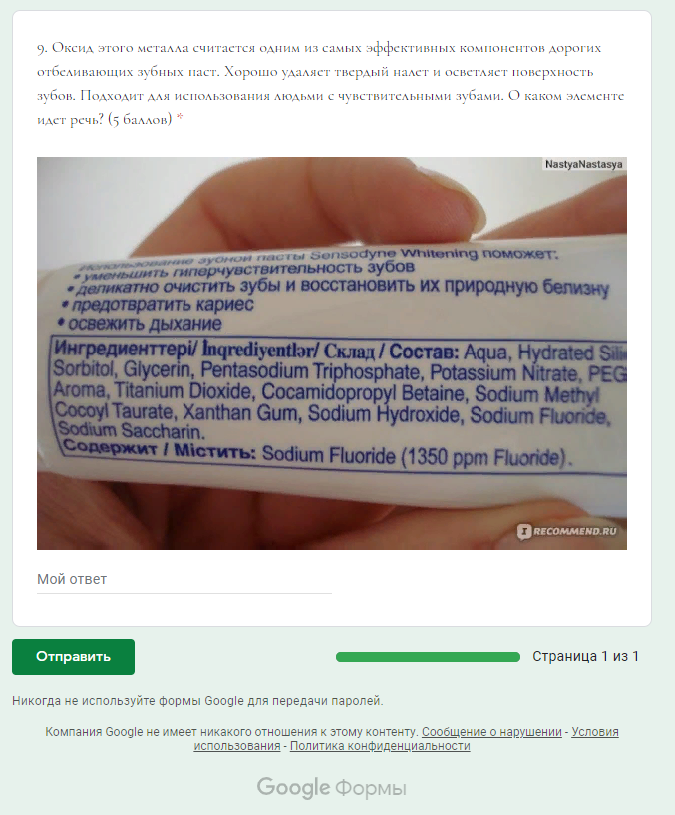 9. Оксид этого металла считается одним из самых эффективных компонентов дорогих
отбеливающих зубных паст. Хорошо удаляет твердый налет и осветляет поверхность
зубов. Подходит для использования людьми с чувствительными зубами. О каком элементе
идет речь? (5 баллов) *
NastyaNastasya
Использование зубной пасты Sensodyne Whitening поможет:
• уменьшить гиперчувствительность зубов
• деликатно очистить зубы и восстановить их природную белизну
• предотвратить кариес
• освежить дыхание
Ингредиенттері/ İnqrediyentlər/ Склад / Состав: Aqua, Hydrated
Sorbitol, Glycerin, Pentasodium Triphosphate, Potassium Nitrate, PEG
Aroma, Titanium Dioxide, Cocamidopropyl Betaine, Sodium Methyl
Cocoyl Taurate, Xanthan Gum, Sodium Hydroxide, Sodium Fluoride,
Sodium Saccharin.
Содержит / Містить: Sodium Fluoride (1350 ppm Fluoride).
I RECOMMEND.RU
Мой ответ
Отправить
Страница 1 из 1
Никогда не используйте формы Google для передачи паролей.
Компания Google не имеет никакого отношения к этому контенту. Сообщение о нарушении - Условия
использования - Политика конфиденциальности
Google Формы